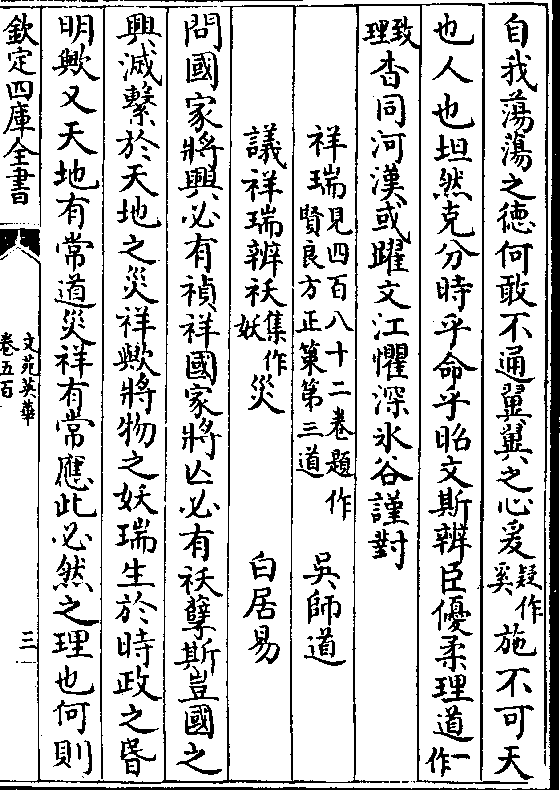 自我蕩蕩之德何敢不通翼翼之心爰疑作奚施不可天
也人也坦然克分時乎命乎昭文斯辨臣優柔理道一作
致理杳同河漢或躍文江懼深氷谷謹對
祥瑞見四百八十二卷題作賢良方正第三道 吳師道
議祥瑞辨祅集作妖災 白居易
問國家將興必有禎祥國家將亡必有祅孽斯豈國之
興滅繫於天地之災祥歟將物之妖瑞生於時政之昏
明歟又天地有常道災祥有常應此必然之理也何則
欽定四庫全書
文苑英華
卷五百
三